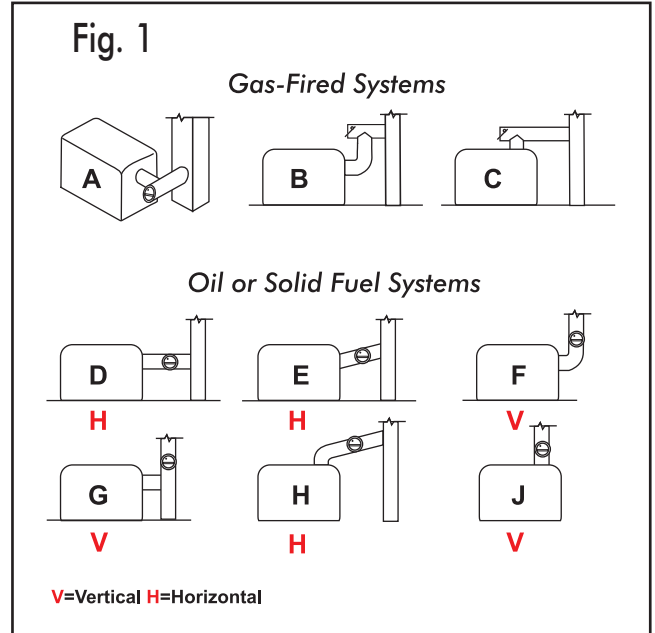 Fig. 1
Gas-Fired Systems
A B C
Oil or Solid Fuel Systems
D E F
H H V
G H J
V H V
V=Vertical H=Horizontal